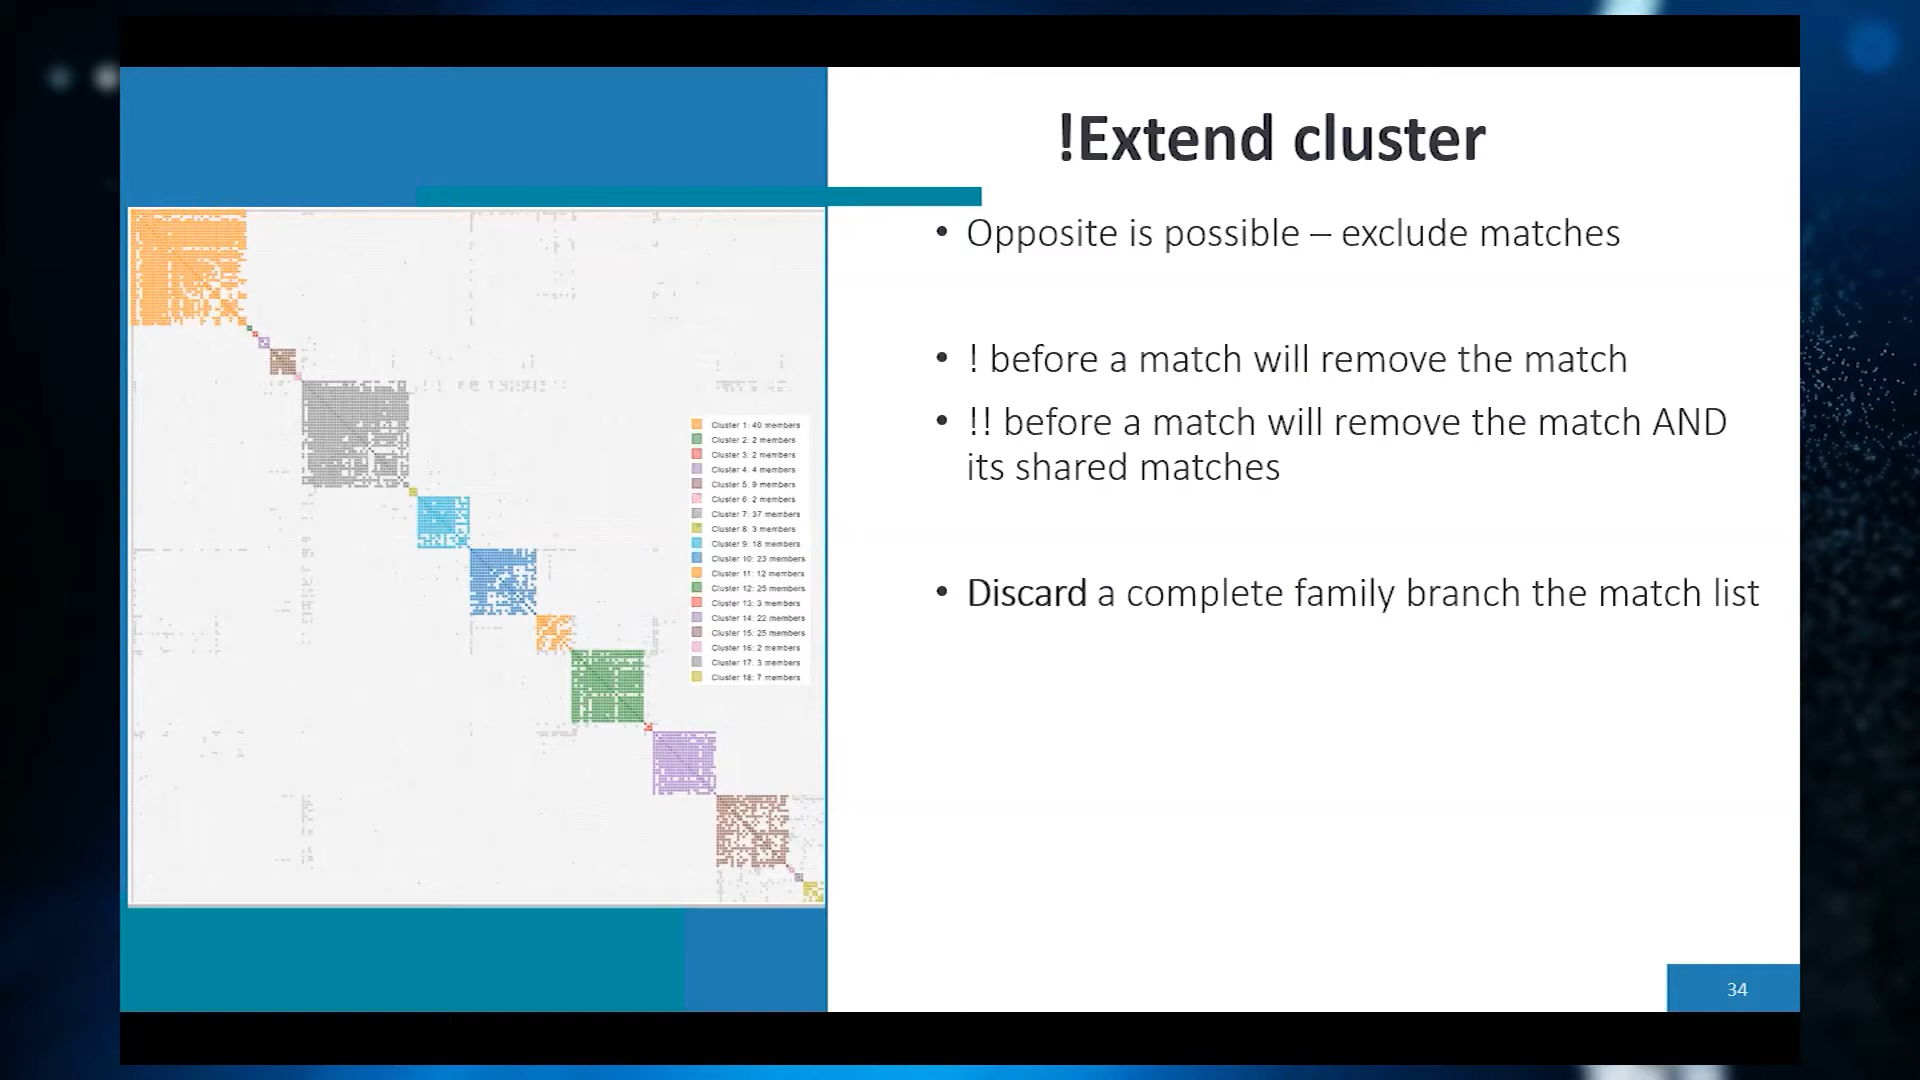 !Extend cluster
• Opposite is possible – exclude matches
• ! before a match will remove the match
• !! before a match will remove the match AND
its shared matches
• Discard a complete family branch the match list
Cluster 1: 40 members
Cluster 2: 2 members
Cluster 3: 2 members
Cluster 4: 4 members
Cluster 5: 9 members
Cluster 6: 2 members
Cluster 7: 37 members
Cluster 8: 3 members
Cluster 9: 18 members
Cluster 10: 23 members
Cluster 11: 12 members
Cluster 12: 25 members
Cluster 13: 3 members
Cluster 14: 22 members
Cluster 15: 25 members
Cluster 16: 2 members
Cluster 17: 3 members
Cluster 18: 7 members
34